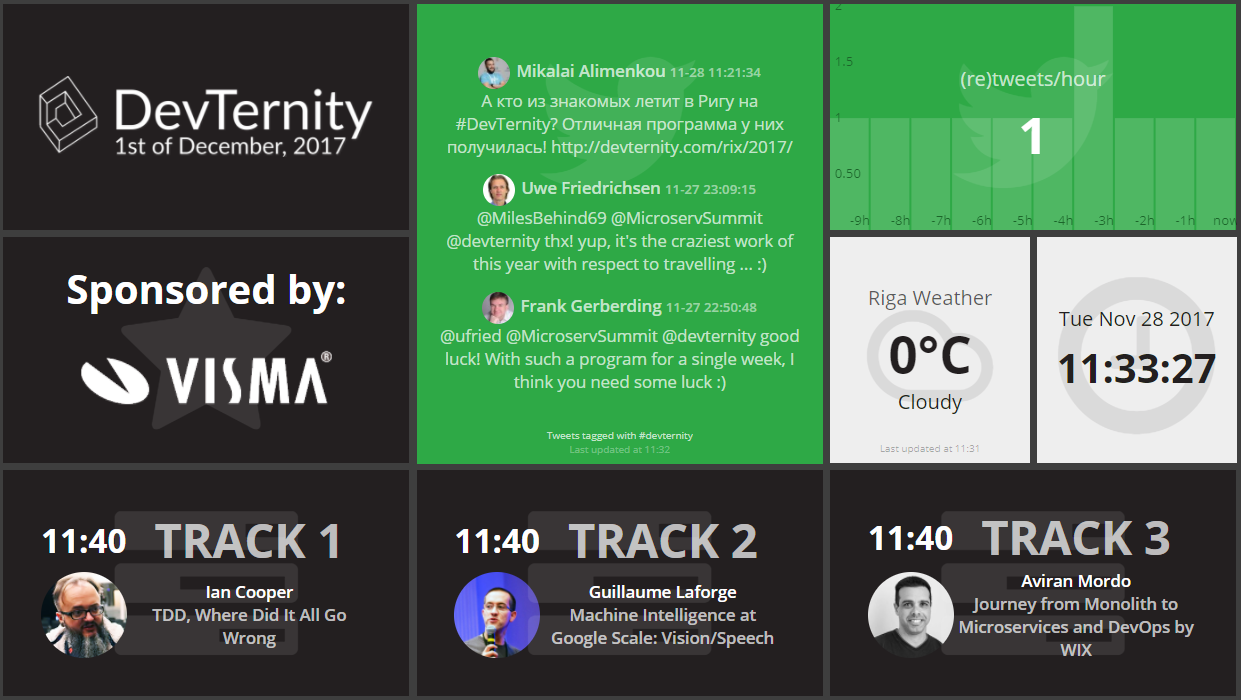 DevTernity
1st of December, 2017
Mikalai Alimenkou 11-28 11:21:34
А кто из знакомых летит в Ригу на
#DevTernity? Отличная программа у них
получилась! http://devternity.com/rix/2017/
Uwe Friedrichsen 11-27 23:09:15
@MilesBehind69 @MicroservSummit
@devternity thx! yup, it's the craziest work of
this year with respect to travelling ... :)
Frank Gerberding 11-27 22:50:48
@ufried @MicroservSummit @devternity good
luck! With such a program for a single week, I
think you need some luck :)
Tweets tagged with #devternity
Last updated at 11:32
2
1.5
(re)tweets/hour
1
1
0.50
-9h -8h -7h -6h -5h -4h -3h -2h -1h now
Sponsored by:
VISMA®
Riga Weather
0°C
Cloudy
Last updated at 11:31
Tue Nov 28 2017
11:33:27
11:40 TRACK 1
Ian Cooper
TDD, Where Did It All Go
Wrong
11:40 TRACK 2
Guillaume Laforge
Machine Intelligence at
Google Scale: Vision/Speech
11:40 TRACK 3
Aviran Mordo
Journey from Monolith to
Microservices and DevOps by
WIX